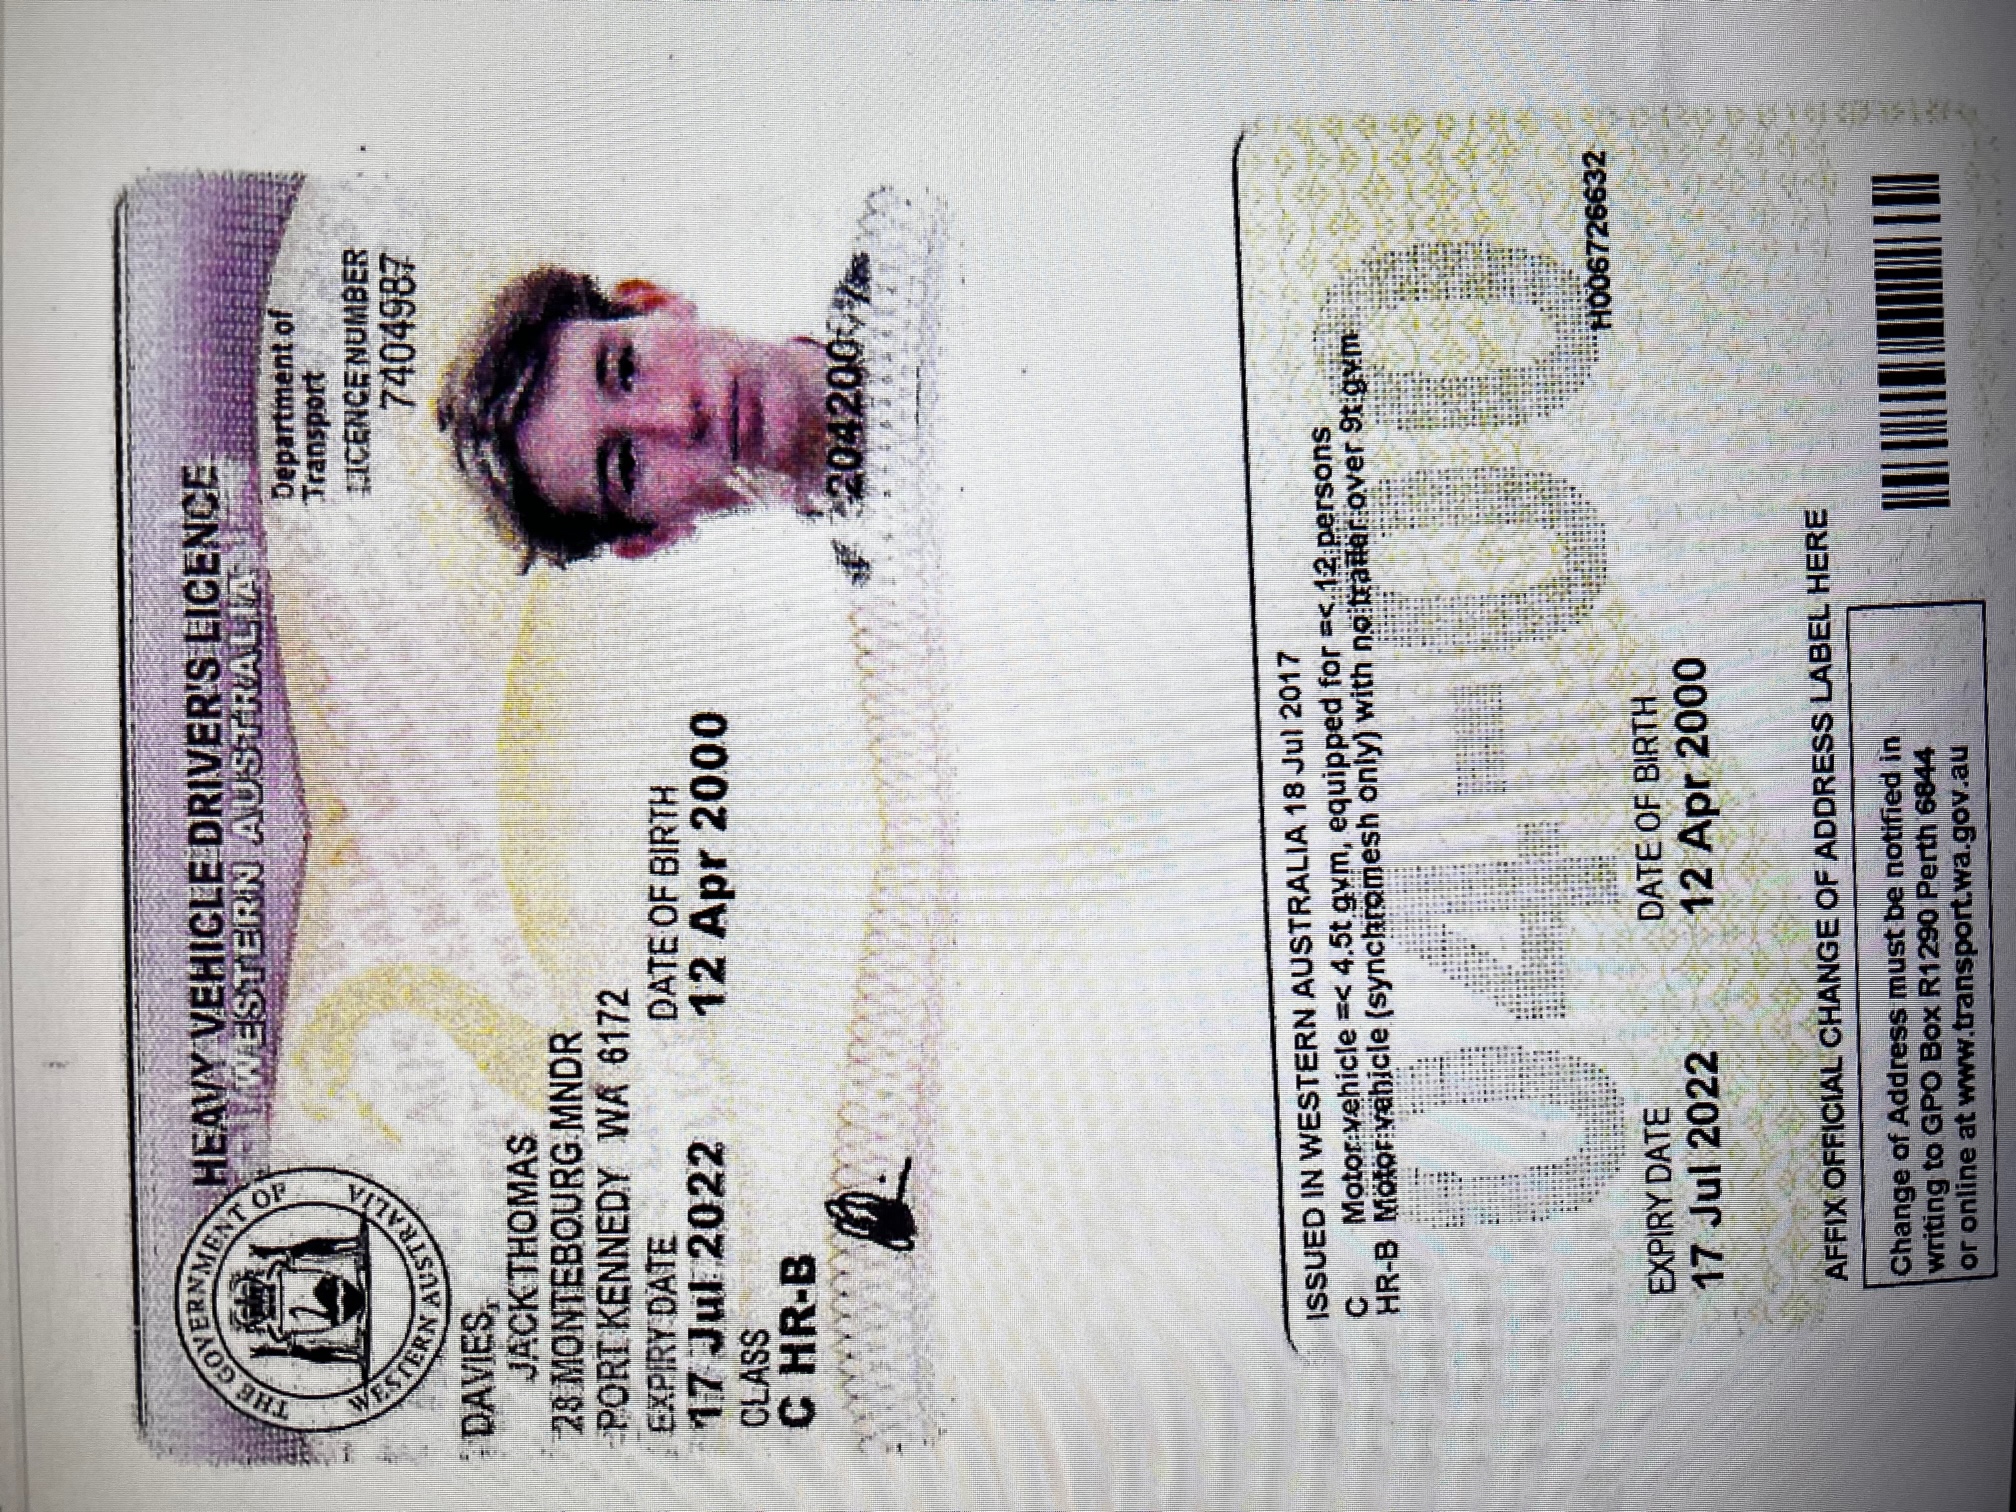 THE GOVERNMENT OF
WESTERN AUSTRALIA
HEAVY VEHICLE DRIVER'S LICENCE
WESTERN AUSTRALIA
Department of
Transport
LICENCE NUMBER
7404987
DAVIES,
JACK THOMAS
28 MONTEBOURG MNDR
PORT KENNEDY WA 6172
EXPIRY DATE DATE OF BIRTH
17 Jul 2022 12 Apr 2000
CLASS
C HR-B
ISSUED IN WESTERN AUSTRALIA 18 Jul 2017
C Motor vehicle =< 4.5t gvm, equipped for =< 12 persons
HR-B Motor vehicle (synchromesh only) with no trailer over 9t gvm
04-00
H006726632
EXPIRY DATE DATE OF BIRTH
17 Jul 2022 12 Apr 2000
AFFIX OFFICIAL CHANGE OF ADDRESS LABEL HERE
Change of Address must be notified in
writing to GPO Box R1290 Perth 6844
or online at www.transport.wa.gov.au